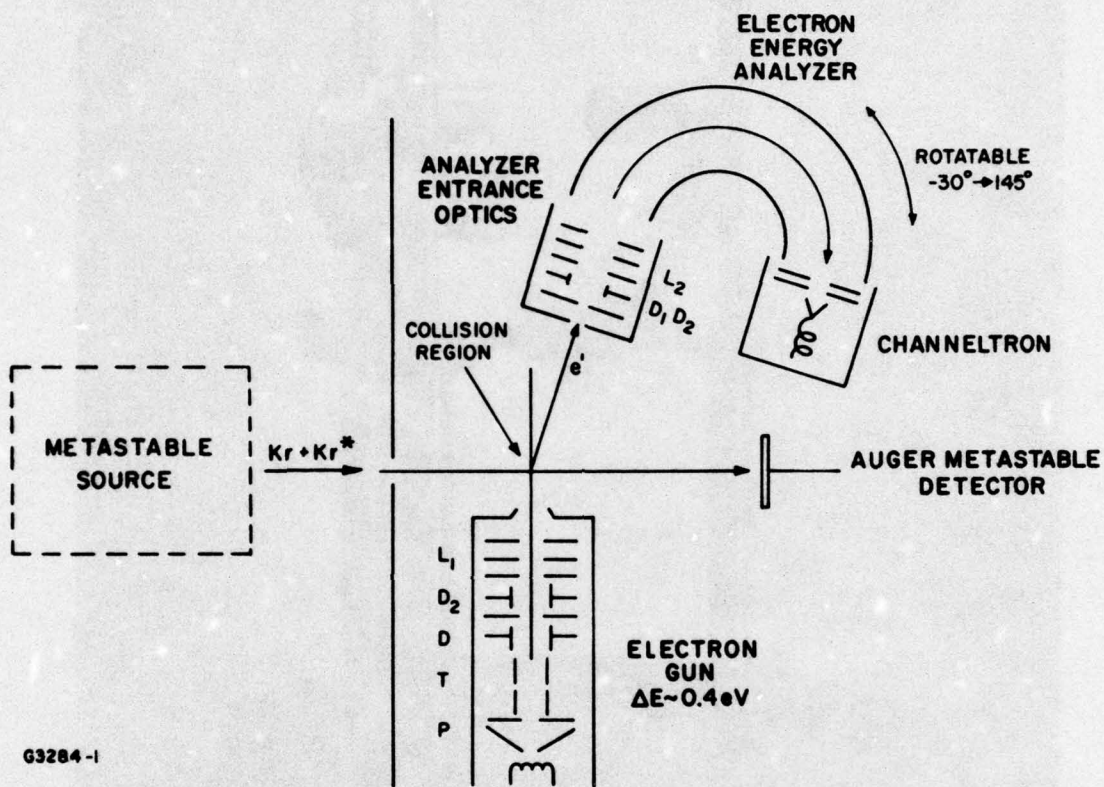 ELECTRON
ENERGY
ANALYZER
ROTATABLE
-30°→145°
ANALYZER
ENTRANCE
OPTICS
L2
D1 D2
COLLISION
REGION
e'
CHANNELTRON
METASTABLE
SOURCE
Kr + Kr*
AUGER METASTABLE
DETECTOR
L1
D2
D
T
P
ELECTRON
GUN
ΔE~0.4eV
G3284-1